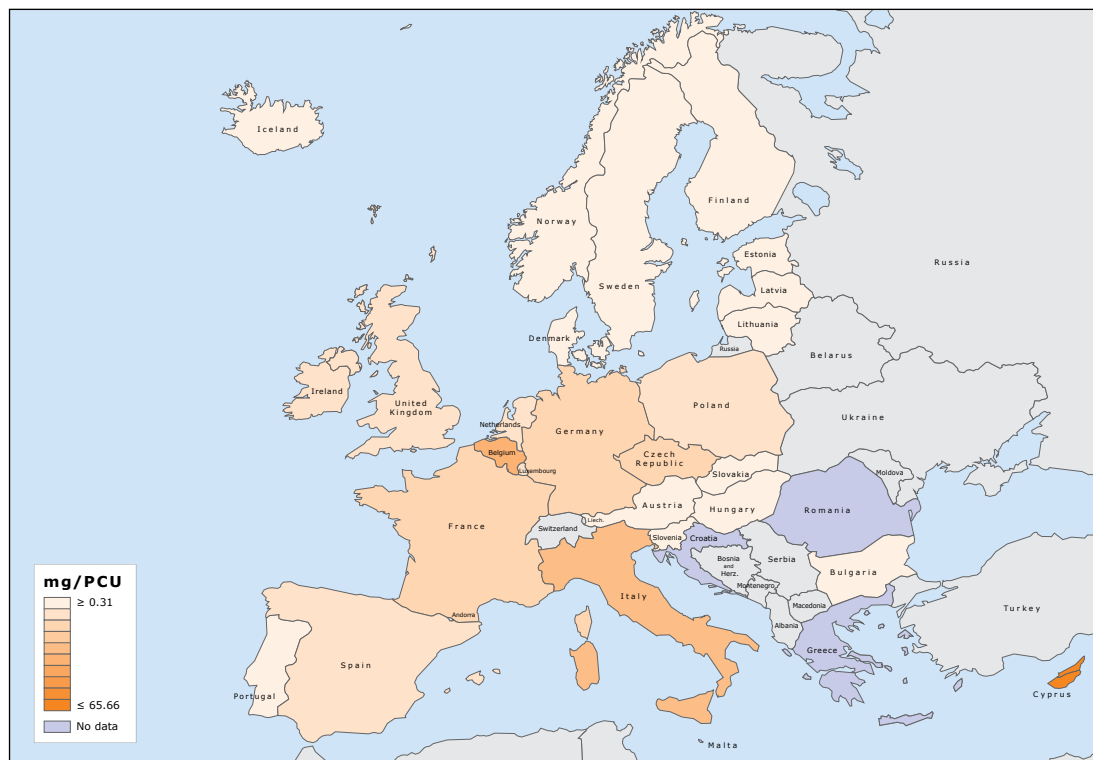 Iceland
Norway
Finland
Sweden
Estonia
Russia
Latvia
Lithuania
Denmark
Russia
Belarus
Ireland
United
Kingdom
Netherlands
Germany
Poland
Ukraine
Belgium
Luxembourg
Czech
Republic
Slovakia
Moldova
Austria
Hungary
Romania
France
Switzerland
Liech.
Slovenia
Croatia
Bosnia
and
Herz.
Serbia
Bulgaria
Montenegro
Italy
Macedonia
Albania
Turkey
Andorra
Greece
Spain
Portugal
Cyprus
Malta
mg/PCU
≥ 0.31
≤ 65.66
No data